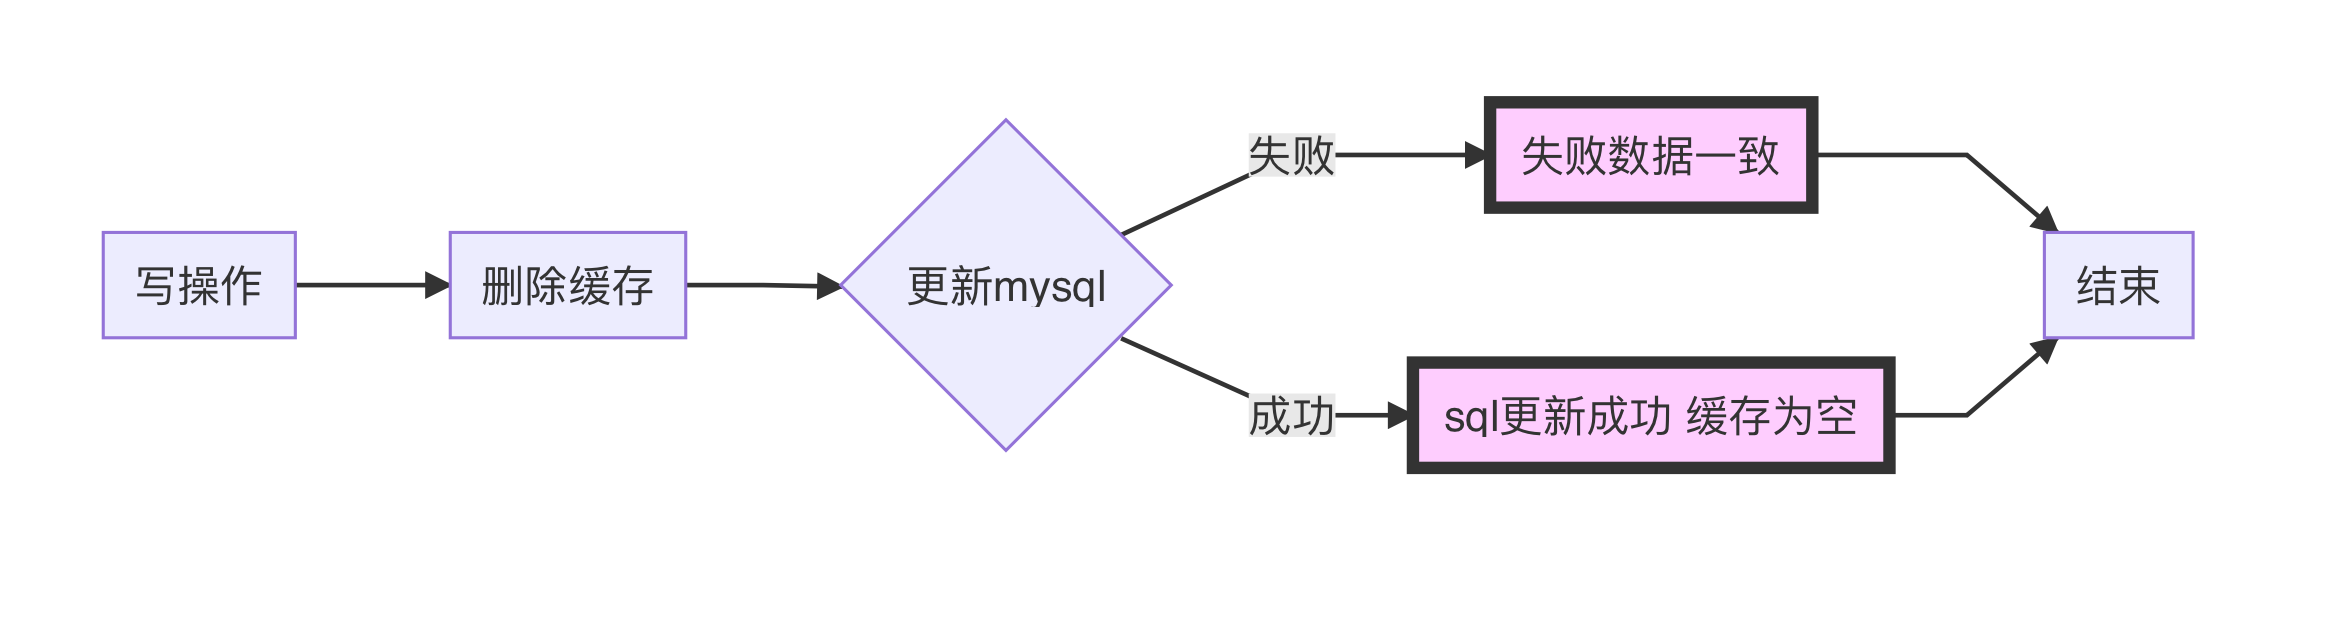 写操作
删除缓存
更新mysql
失败
失败数据一致
成功
sql更新成功 缓存为空
结束